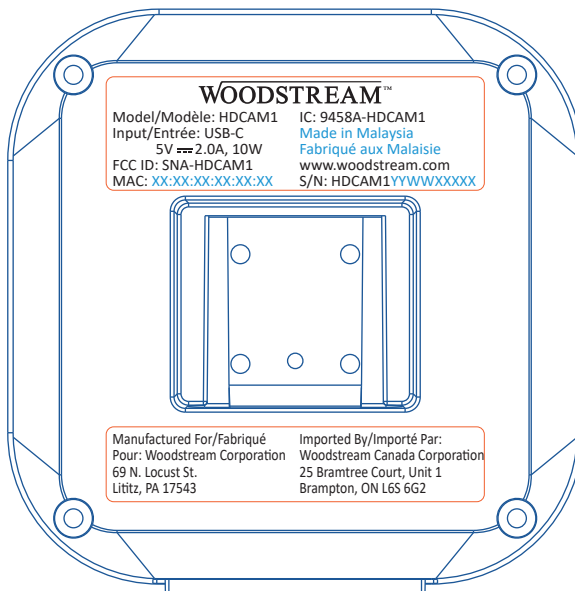 WOODSTREAM™
Model/Modèle: HDCAM1
Input/Entrée: USB-C
5V ⎓ 2.0A, 10W
FCC ID: SNA-HDCAM1
MAC: XX:XX:XX:XX:XX:XX
IC: 9458A-HDCAM1
Made in Malaysia
Fabriqué aux Malaisie
www.woodstream.com
S/N: HDCAM1YYWWXXXXX
Manufactured For/Fabriqué
Pour: Woodstream Corporation
69 N. Locust St.
Lititz, PA 17543
Imported By/Importé Par:
Woodstream Canada Corporation
25 Bramtree Court, Unit 1
Brampton, ON L6S 6G2